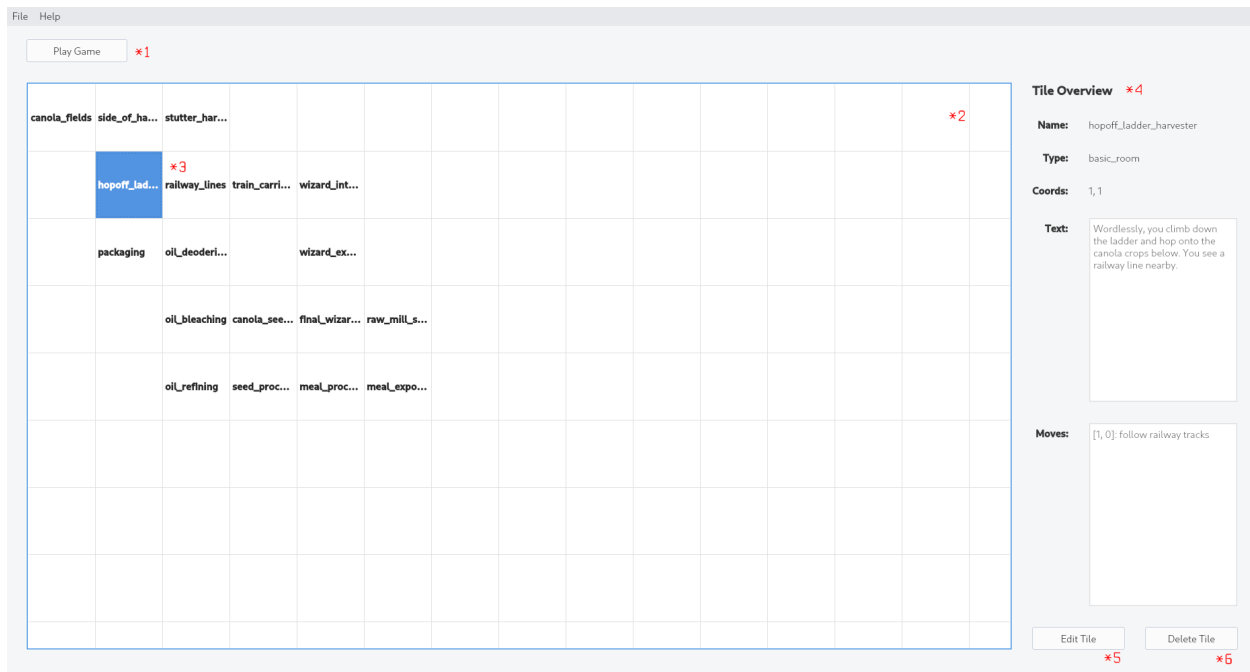 File Help
Play Game *1
canola_fields side_of_ha... stutter_har... *2
hopoff_lad... *3 railway_lines train_carri... wizard_int...
packaging oil_deoderi... wizard_ex...
oil_bleaching canola_see... final_wizar... raw_mill_s...
oil_refining seed_proc... meal_proc... meal_expo...
Tile Overview *4
Name: hopoff_ladder_harvester
Type: basic_room
Coords: 1, 1
Text: Wordlessly, you climb down
the ladder and hop onto the
canola crops below. You see a
railway line nearby.
Moves: [1, 0]: follow railway tracks
Edit Tile Delete Tile
*5 *6